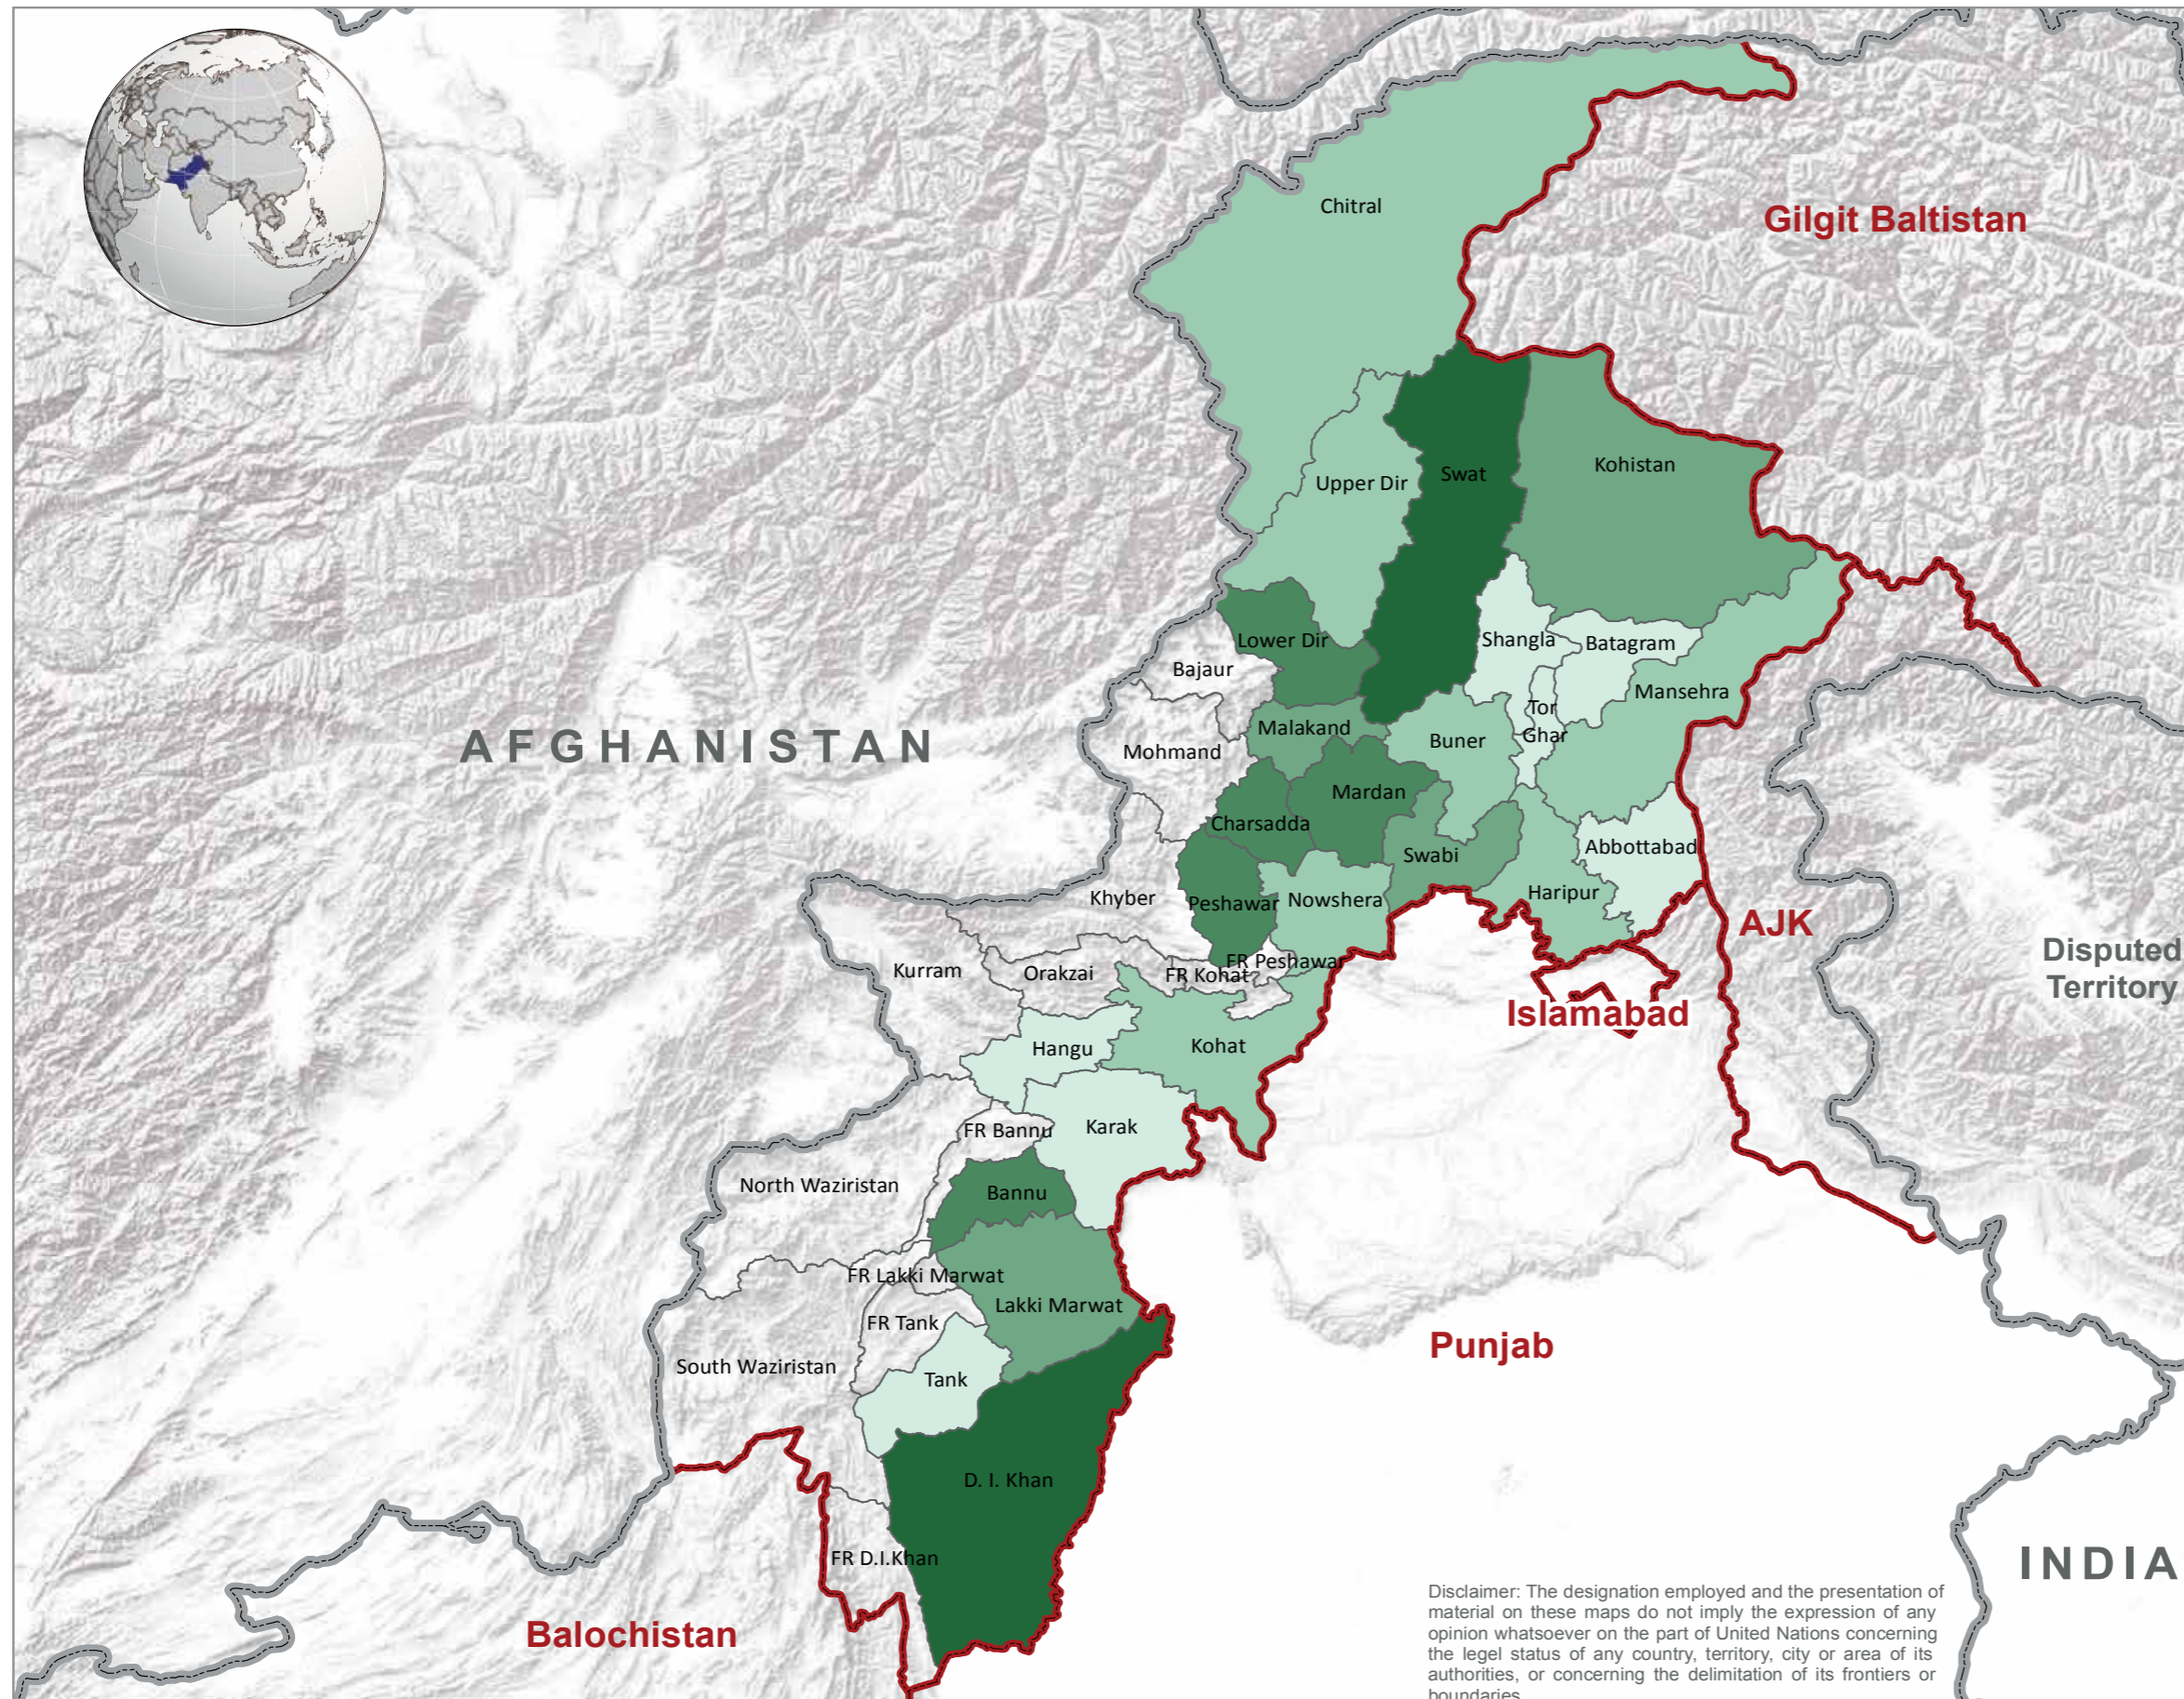 Chitral
Gilgit Baltistan
Kohistan
Swat
Upper Dir
Lower Dir
Shangla
Batagram
Bajaur
Mansehra
Tor
Ghar
Malakand
Buner
AFGHANISTAN
Mohmand
Mardan
Charsadda
Abbottabad
Swabi
Haripur
Khyber
Peshawar
Nowshera
AJK
Disputed
Territory
FR Peshawar
Kurram
Orakzai
FR Kohat
Islamabad
Hangu
Kohat
Karak
FR Bannu
North Waziristan
Bannu
FR Lakki Marwat
Lakki Marwat
FR Tank
Punjab
South Waziristan
Tank
D. I. Khan
FR D.I.Khan
INDIA
Balochistan
Disclaimer: The designation employed and the presentation of
material on these maps do not imply the expression of any
opinion whatsoever on the part of United Nations concerning
the legel status of any country, territory, city or area of its
authorities, or concerning the delimitation of its frontiers or
boundaries